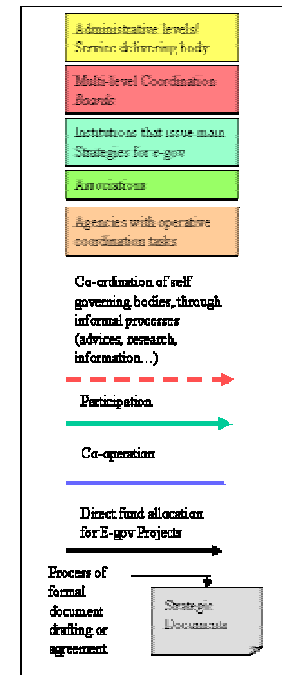 Administrative levels/
Service delivering body
Multi-level Coordination
Boards
Institutions that issue main
Strategies for e-gov
Associations
Agencies with operative
coordination tasks
Co-ordination of self
governing bodies, through
informal processes
(advices, research,
information...)
Participation
Co-operation
Direct fund allocation
for E-gov Projects
Process of
formal
document
drafting or
agreement
Strategic
Documents